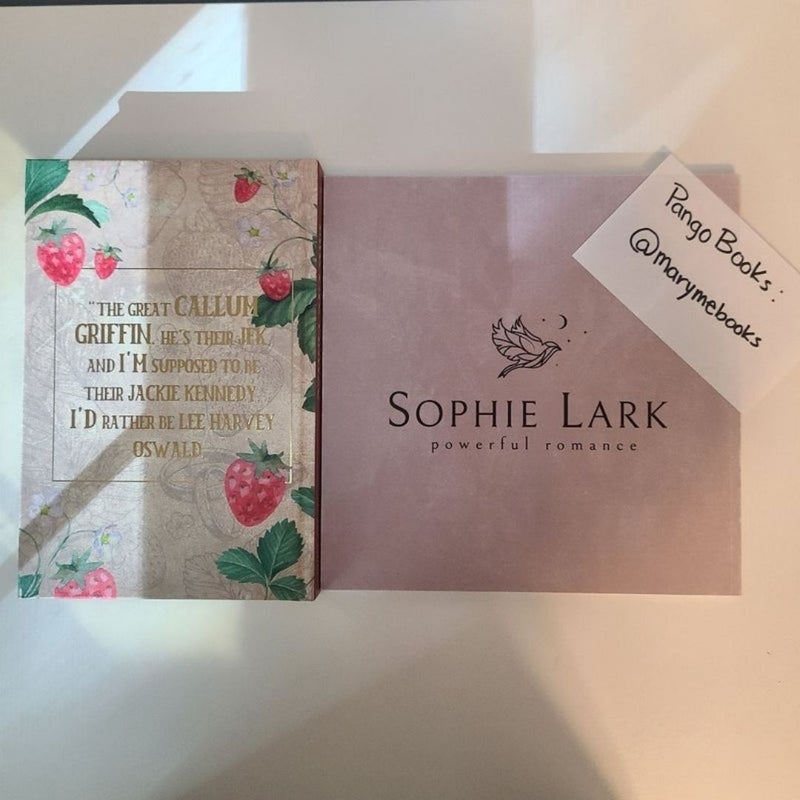 "THE GREAT CALLUM
GRIFFIN. HE'S THEIR JFK,
AND I'M SUPPOSED TO BE
THEIR JACKIE KENNEDY.
I'D RATHER BE LEE HARVEY
OSWALD.
SOPHIE LARK
powerful romance
Pango Books:
@marymebooks